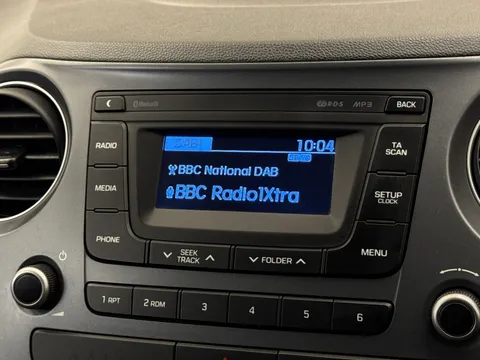 Bluetooth R·D·S MP3 BACK
RADIO
MEDIA
PHONE
DAB 10:04
BBC National DAB
BBC Radio1Xtra
TA
SCAN
SETUP
CLOCK
MENU
SEEK
TRACK
FOLDER
1 RPT 2 RDM 3 4 5 6